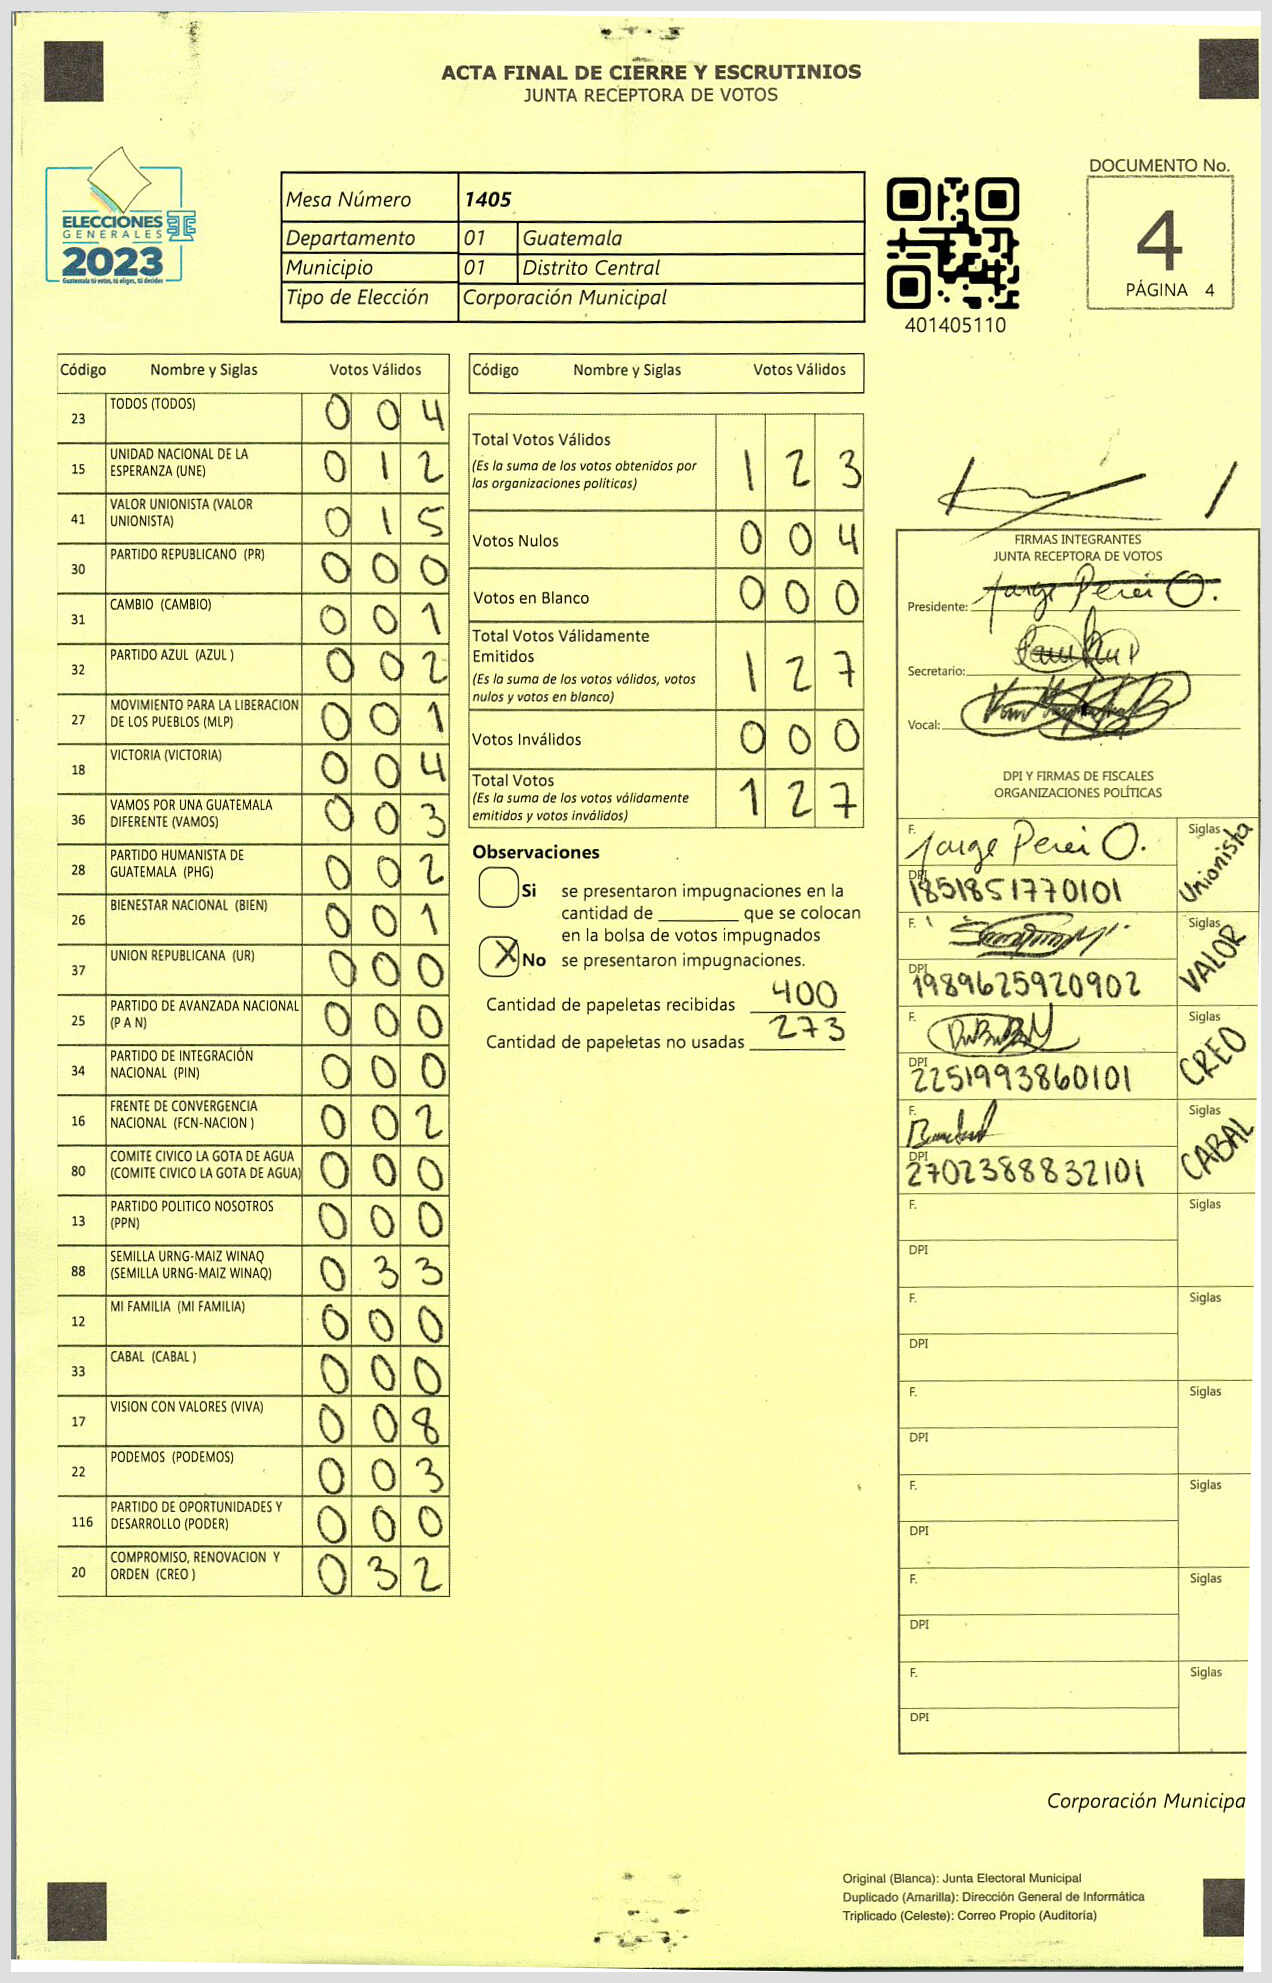 ACTA FINAL DE CIERRE Y ESCRUTINIOS
JUNTA RECEPTORA DE VOTOS
ELECCIONES
GENERALES
2023
Guatemala tú votas, tú eliges, tú decides
Mesa Número 1405
Departamento 01 Guatemala
Municipio 01 Distrito Central
Tipo de Elección Corporación Municipal
401405110
DOCUMENTO No.
4
PÁGINA 4
Código Nombre y Siglas Votos Válidos
23 TODOS (TODOS) 0 0 4
15 UNIDAD NACIONAL DE LA
ESPERANZA (UNE) 0 1 2
41 VALOR UNIONISTA (VALOR
UNIONISTA) 0 1 5
30 PARTIDO REPUBLICANO (PR) 0 0 0
31 CAMBIO (CAMBIO) 0 0 1
32 PARTIDO AZUL (AZUL ) 0 0 2
27 MOVIMIENTO PARA LA LIBERACION
DE LOS PUEBLOS (MLP) 0 0 1
18 VICTORIA (VICTORIA) 0 0 4
36 VAMOS POR UNA GUATEMALA
DIFERENTE (VAMOS) 0 0 3
28 PARTIDO HUMANISTA DE
GUATEMALA (PHG) 0 0 2
26 BIENESTAR NACIONAL (BIEN) 0 0 1
37 UNION REPUBLICANA (UR) 0 0 0
25 PARTIDO DE AVANZADA NACIONAL
(P A N) 0 0 0
34 PARTIDO DE INTEGRACIÓN
NACIONAL (PIN) 0 0 0
16 FRENTE DE CONVERGENCIA
NACIONAL (FCN-NACION ) 0 0 2
80 COMITE CIVICO LA GOTA DE AGUA
(COMITE CIVICO LA GOTA DE AGUA) 0 0 0
13 PARTIDO POLITICO NOSOTROS
(PPN) 0 0 0
88 SEMILLA URNG-MAIZ WINAQ
(SEMILLA URNG-MAIZ WINAQ) 0 3 3
12 MI FAMILIA (MI FAMILIA) 0 0 0
33 CABAL (CABAL ) 0 0 0
17 VISION CON VALORES (VIVA) 0 0 8
22 PODEMOS (PODEMOS) 0 0 3
116 PARTIDO DE OPORTUNIDADES Y
DESARROLLO (PODER) 0 0 0
20 COMPROMISO, RENOVACION Y
ORDEN (CREO ) 0 3 2
Código Nombre y Siglas Votos Válidos
Total Votos Válidos 1 2 3
(Es la suma de los votos obtenidos por
las organizaciones políticas)
Votos Nulos 0 0 4
Votos en Blanco 0 0 0
Total Votos Válidamente
Emitidos 1 2 7
(Es la suma de los votos válidos, votos
nulos y votos en blanco)
Votos Inválidos 0 0 0
Total Votos 1 2 7
(Es la suma de los votos válidamente
emitidos y votos inválidos)
Observaciones
Si se presentaron impugnaciones en la
cantidad de ________ que se colocan
en la bolsa de votos impugnados
X No se presentaron impugnaciones.
Cantidad de papeletas recibidas 400
Cantidad de papeletas no usadas 273
FIRMAS INTEGRANTES
JUNTA RECEPTORA DE VOTOS
Presidente: Jorge Perei O.
Secretario:
Vocal:
DPI Y FIRMAS DE FISCALES
ORGANIZACIONES POLÍTICAS
F. Jorge Perei O. Siglas Unionista
DPI 1851851770101
F. Siglas VALOR
DPI 1989625920902
F. Siglas CREO
DPI 2251993860101
F. Siglas CABAL
DPI 2702388832101
F. Siglas
DPI
F. Siglas
DPI
F. Siglas
DPI
F. Siglas
DPI
F. Siglas
DPI
F. Siglas
DPI
Corporación Municipa
Original (Blanca): Junta Electoral Municipal
Duplicado (Amarilla): Dirección General de Informática
Triplicado (Celeste): Correo Propio (Auditoría)